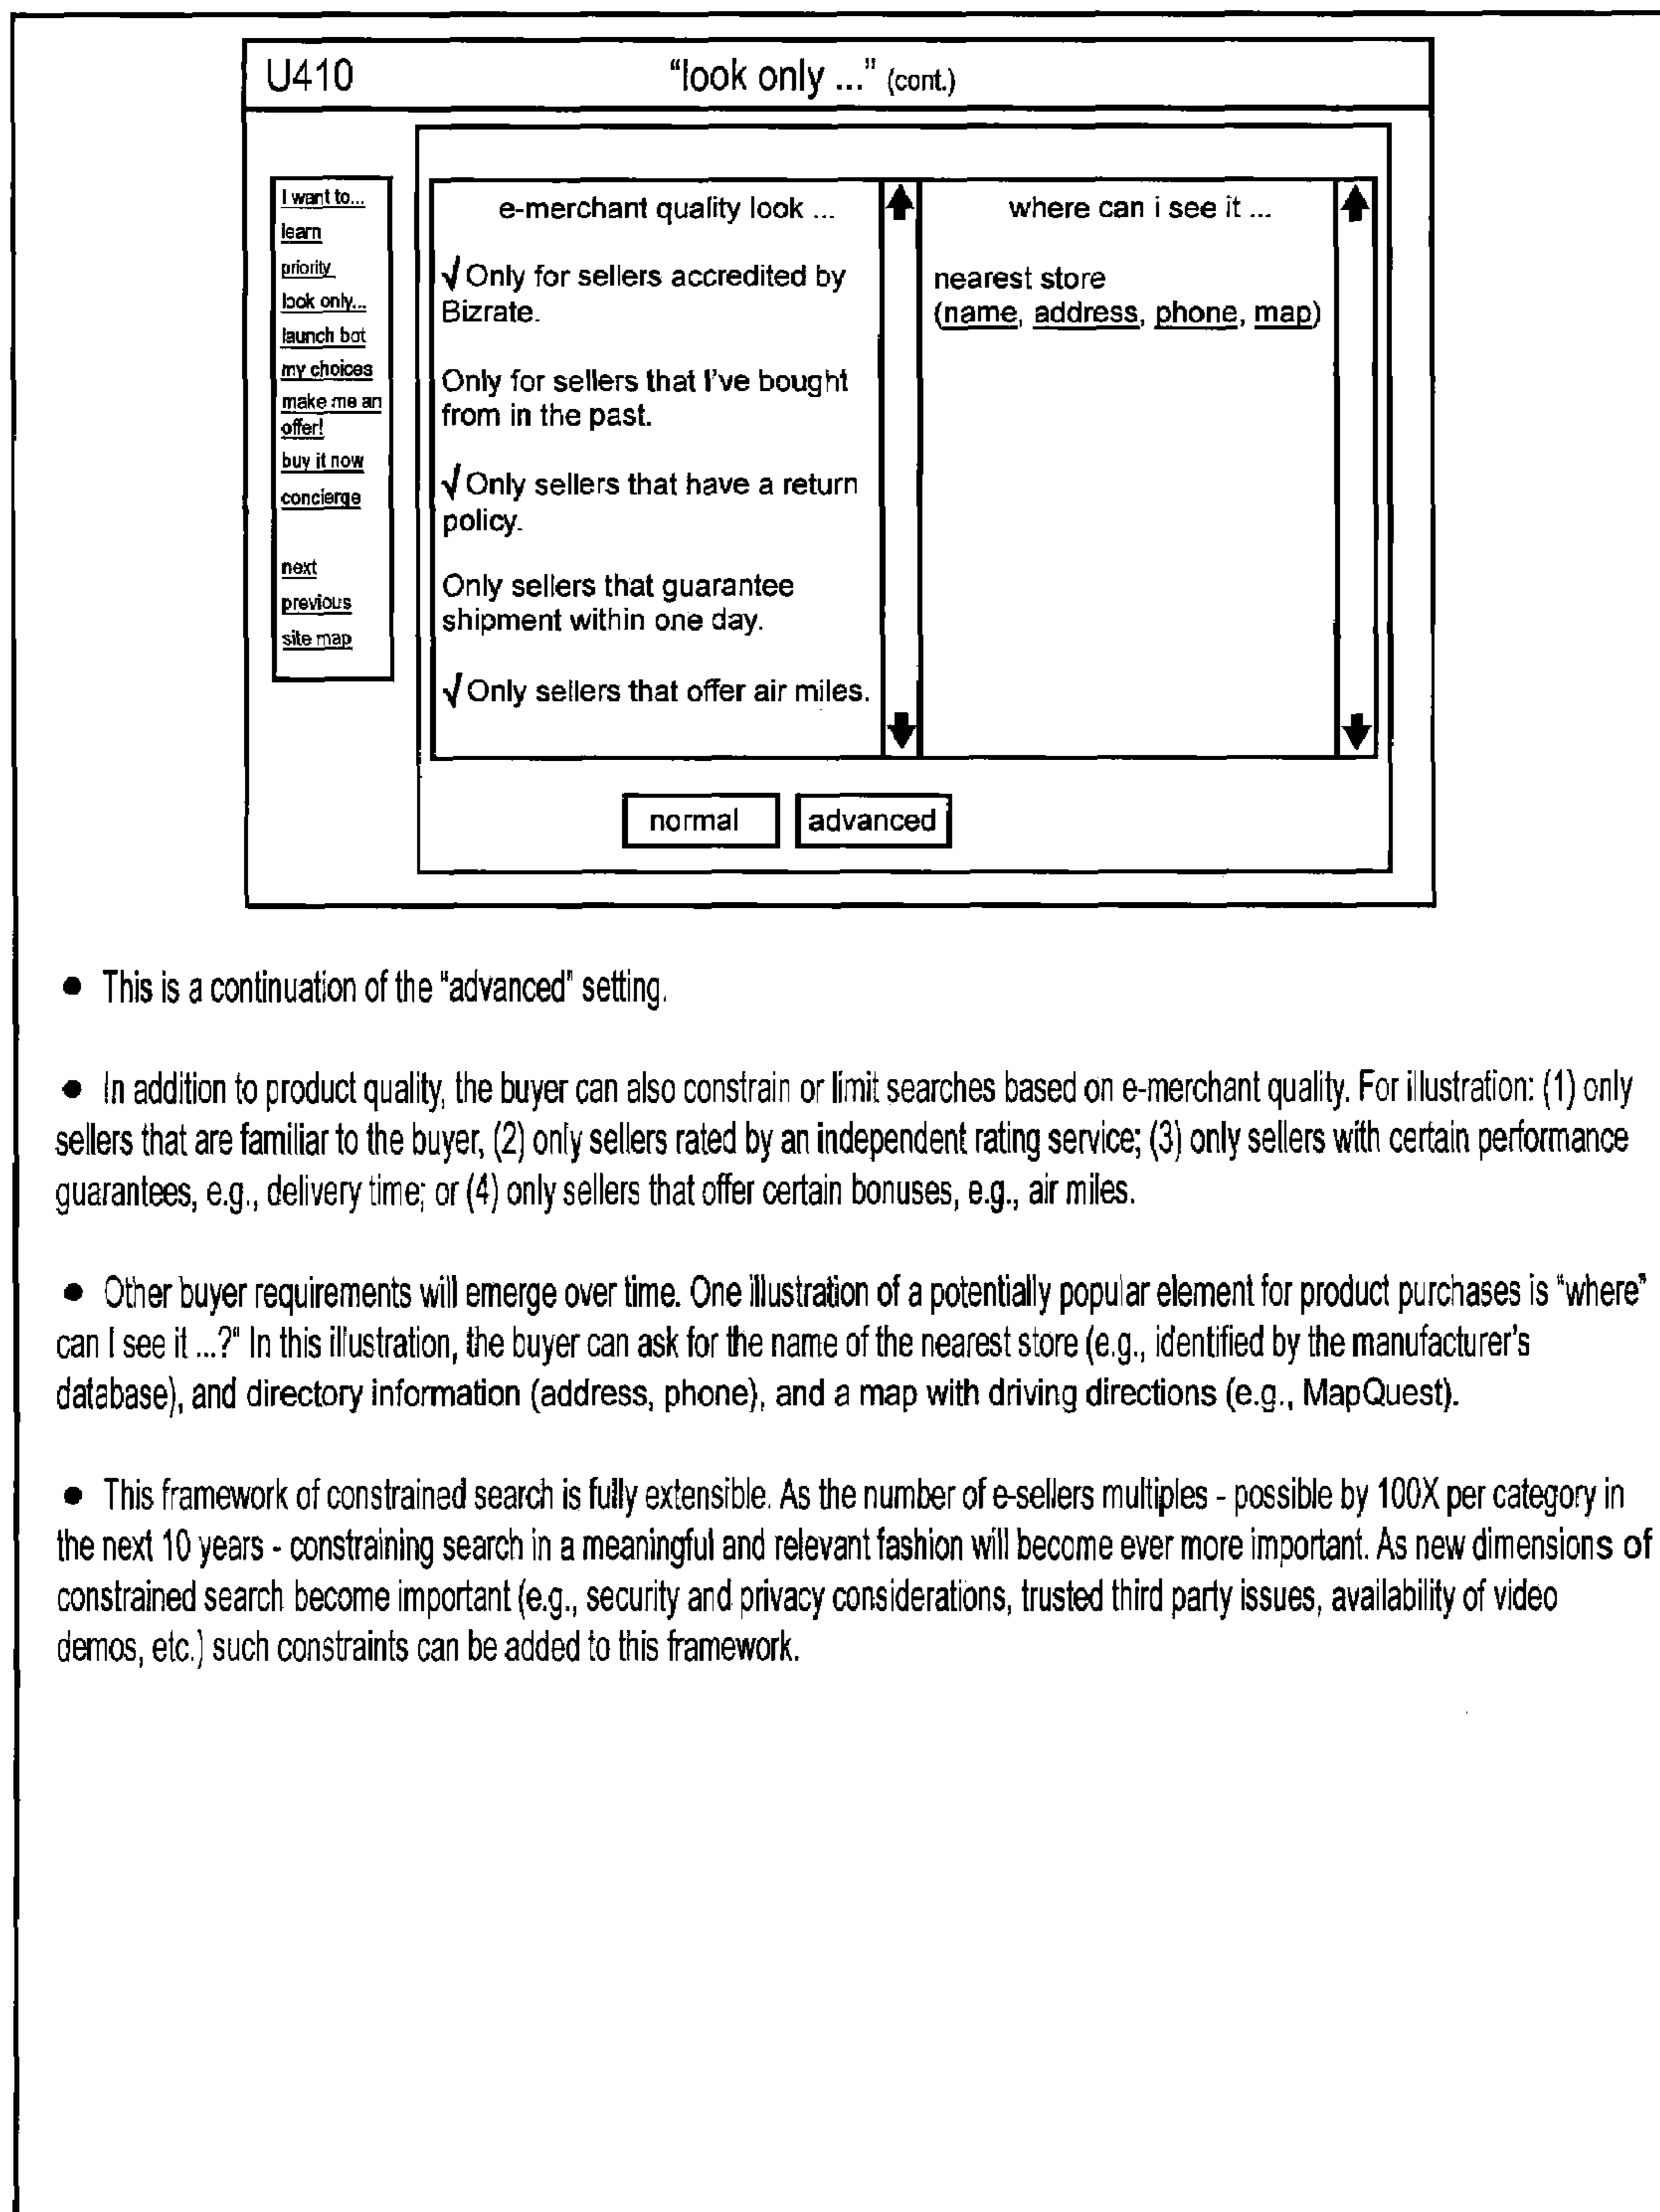 U410 "look only ..." (cont.)
I want to...
learn
priority
look only...
launch bot
my choices
make me an
offer!
buy it now
concierge
next
previous
site map
e-merchant quality look ...
√ Only for sellers accredited by
Bizrate.
Only for sellers that I've bought
from in the past.
√ Only sellers that have a return
policy.
Only sellers that guarantee
shipment within one day.
√ Only sellers that offer air miles.
where can i see it ...
nearest store
(name, address, phone, map)
normal
advanced
● This is a continuation of the "advanced" setting.
● In addition to product quality, the buyer can also constrain or limit searches based on e-merchant quality. For illustration: (1) only
sellers that are familiar to the buyer, (2) only sellers rated by an independent rating service; (3) only sellers with certain performance
guarantees, e.g., delivery time; or (4) only sellers that offer certain bonuses, e.g., air miles.
● Other buyer requirements will emerge over time. One illustration of a potentially popular element for product purchases is "where"
can I see it ...?" In this illustration, the buyer can ask for the name of the nearest store (e.g., identified by the manufacturer's
database), and directory information (address, phone), and a map with driving directions (e.g., MapQuest).
● This framework of constrained search is fully extensible. As the number of e-sellers multiples - possible by 100X per category in
the next 10 years - constraining search in a meaningful and relevant fashion will become ever more important. As new dimensions of
constrained search become important (e.g., security and privacy considerations, trusted third party issues, availability of video
demos, etc.) such constraints can be added to this framework.